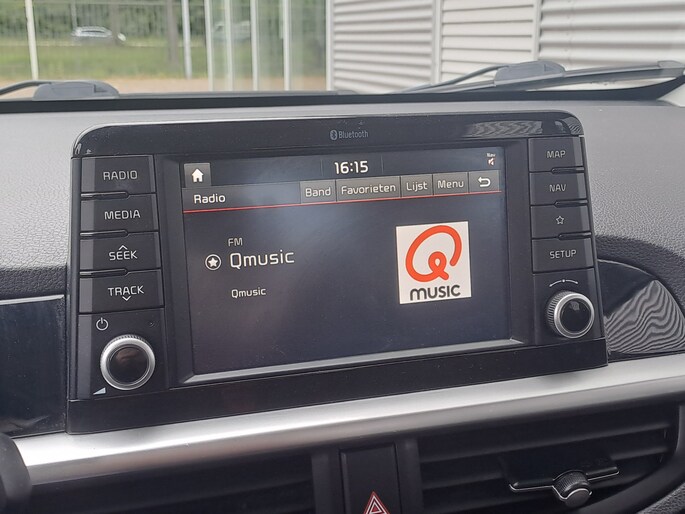 Bluetooth
RADIO
MEDIA
SEEK
TRACK
16:15
Radio
Band
Favorieten
Lijst
Menu
FM
Qmusic
Qmusic
Q
MUSIC
MAP
NAV
SETUP